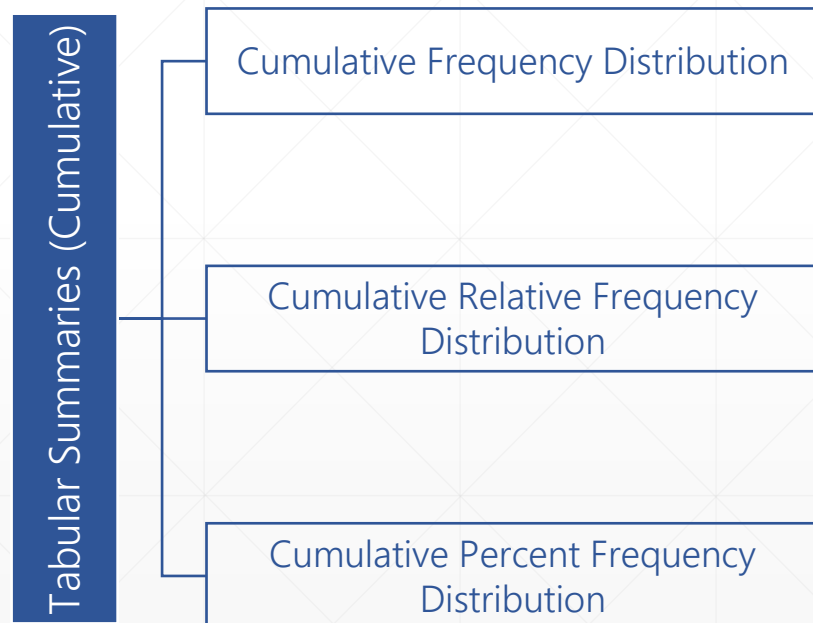 Tabular Summaries (Cumulative)
Cumulative Frequency Distribution
Cumulative Relative Frequency
Distribution
Cumulative Percent Frequency
Distribution